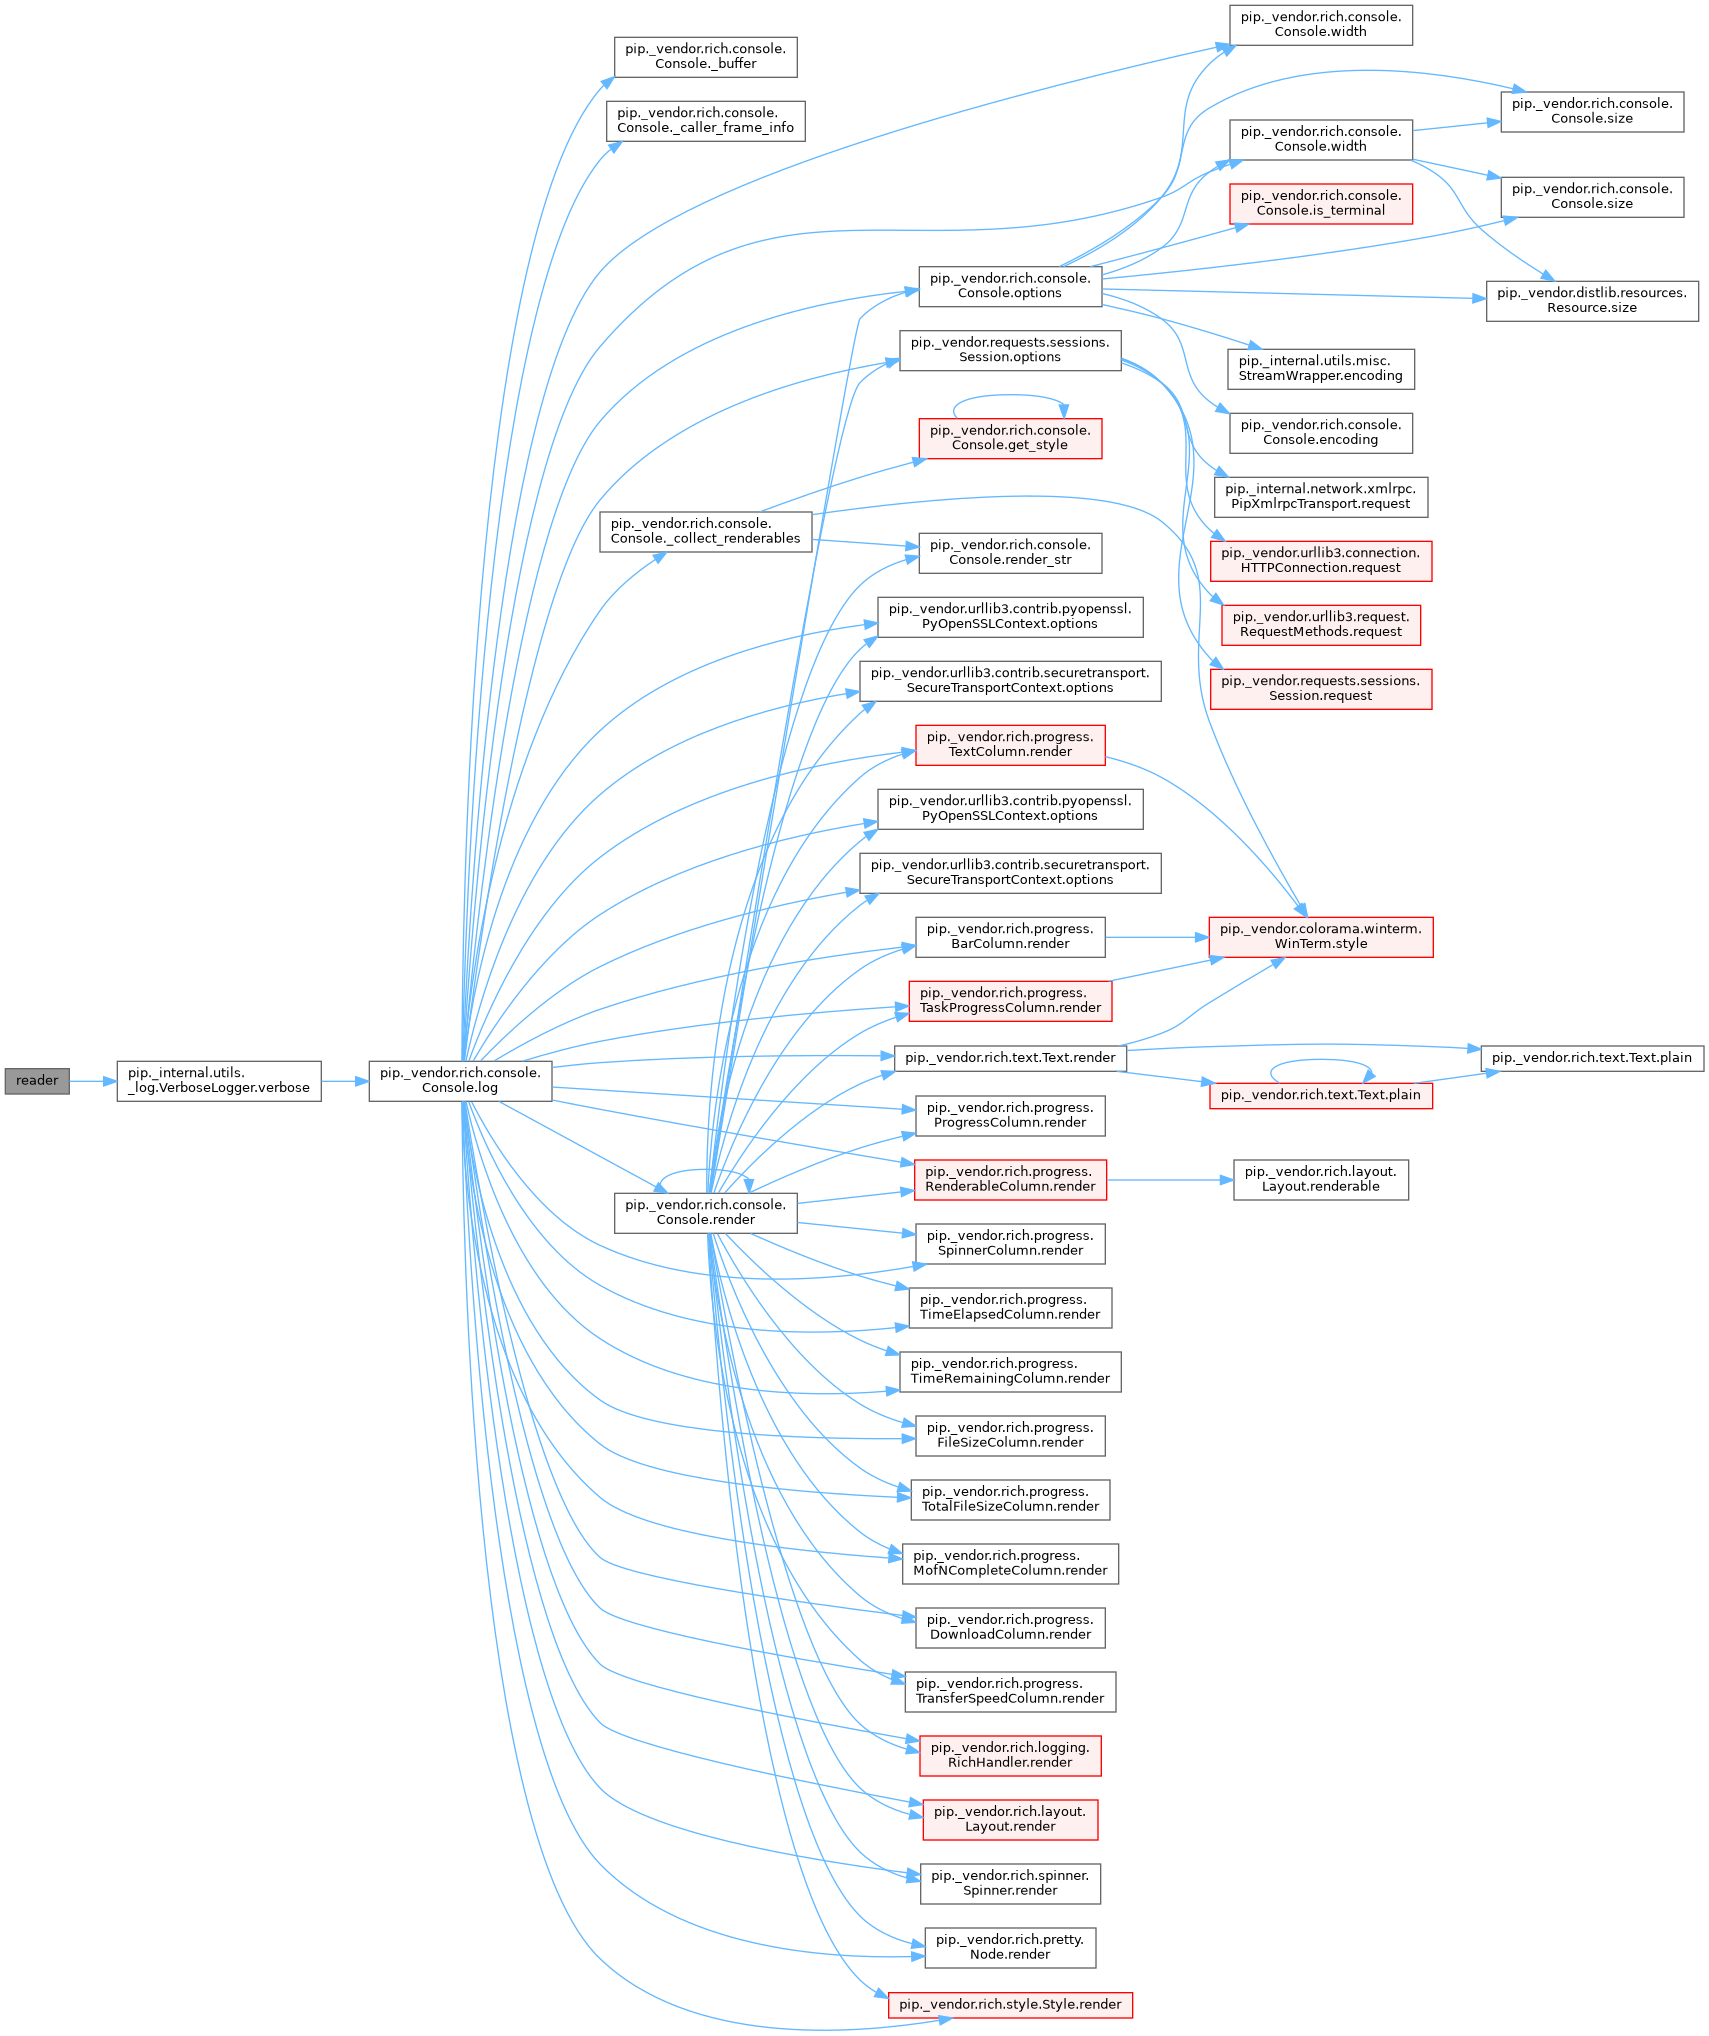 reader
pip._internal.utils.
_log.VerboseLogger.verbose
pip._vendor.rich.console.
Console.log
pip._vendor.rich.console.
Console._buffer
pip._vendor.rich.console.
Console._caller_frame_info
pip._vendor.rich.console.
Console._collect_renderables
pip._vendor.rich.console.
Console.render
pip._vendor.rich.console.
Console.options
pip._vendor.requests.sessions.
Session.options
pip._vendor.rich.console.
Console.get_style
pip._vendor.rich.console.
Console.render_str
pip._vendor.urllib3.contrib.pyopenssl.
PyOpenSSLContext.options
pip._vendor.urllib3.contrib.securetransport.
SecureTransportContext.options
pip._vendor.rich.progress.
TextColumn.render
pip._vendor.urllib3.contrib.pyopenssl.
PyOpenSSLContext.options
pip._vendor.urllib3.contrib.securetransport.
SecureTransportContext.options
pip._vendor.rich.progress.
BarColumn.render
pip._vendor.rich.progress.
TaskProgressColumn.render
pip._vendor.rich.text.Text.render
pip._vendor.rich.progress.
ProgressColumn.render
pip._vendor.rich.progress.
RenderableColumn.render
pip._vendor.rich.progress.
SpinnerColumn.render
pip._vendor.rich.progress.
TimeElapsedColumn.render
pip._vendor.rich.progress.
TimeRemainingColumn.render
pip._vendor.rich.progress.
FileSizeColumn.render
pip._vendor.rich.progress.
TotalFileSizeColumn.render
pip._vendor.rich.progress.
MofNCompleteColumn.render
pip._vendor.rich.progress.
DownloadColumn.render
pip._vendor.rich.progress.
TransferSpeedColumn.render
pip._vendor.rich.logging.
RichHandler.render
pip._vendor.rich.layout.
Layout.render
pip._vendor.rich.spinner.
Spinner.render
pip._vendor.rich.pretty.
Node.render
pip._vendor.rich.style.Style.render
pip._vendor.rich.console.
Console.width
pip._vendor.rich.console.
Console.width
pip._vendor.rich.console.
Console.is_terminal
pip._internal.utils.misc.
StreamWrapper.encoding
pip._vendor.rich.console.
Console.encoding
pip._internal.network.xmlrpc.
PipXmlrpcTransport.request
pip._vendor.urllib3.connection.
HTTPConnection.request
pip._vendor.urllib3.request.
RequestMethods.request
pip._vendor.requests.sessions.
Session.request
pip._vendor.colorama.winterm.
WinTerm.style
pip._vendor.rich.text.Text.plain
pip._vendor.rich.layout.
Layout.renderable
pip._vendor.rich.console.
Console.size
pip._vendor.rich.console.
Console.size
pip._vendor.distlib.resources.
Resource.size
pip._vendor.rich.text.Text.plain